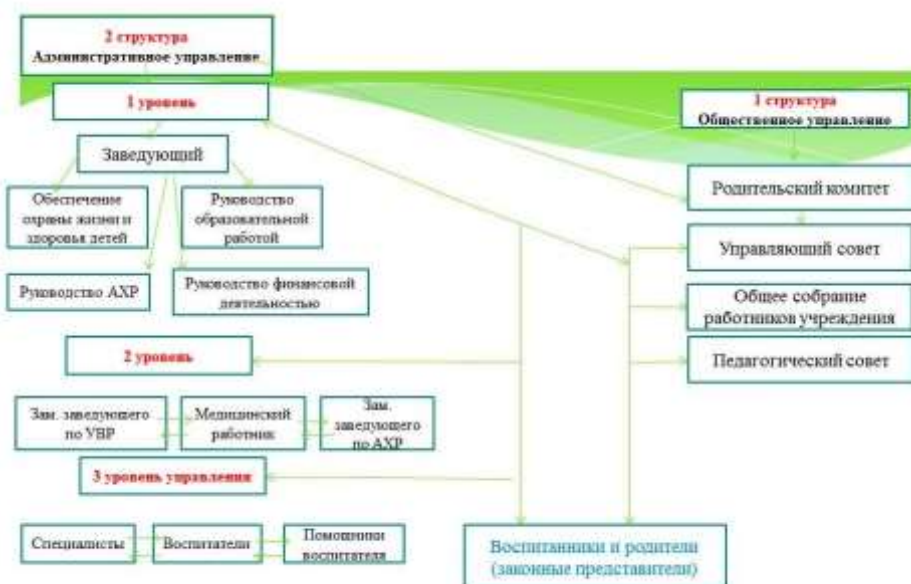 2 структура
Административное управление
1 уровень
1 структура
Общественное управление
Заведующий
Обеспечение
охраны жизни и
здоровья детей
Руководство
образовательной
работой
Родительский комитет
Управляющий совет
Руководство АХР
Руководство финансовой
деятельностью
Общее собрание
работников учреждения
2 уровень
Педагогический совет
Зам. заведующего
по УВР
Медицинский
работник
Зам.
заведующего
по АХР
3 уровень управления
Специалисты
Воспитатели
Помощники
воспитателя
Воспитанники и родители
(законные представители)